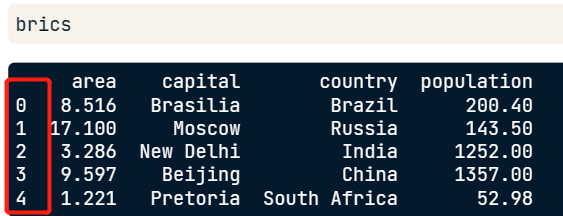 brics
area capital country population
0 8.516 Brasilia Brazil 200.40
1 17.100 Moscow Russia 143.50
2 3.286 New Delhi India 1252.00
3 9.597 Beijing China 1357.00
4 1.221 Pretoria South Africa 52.98